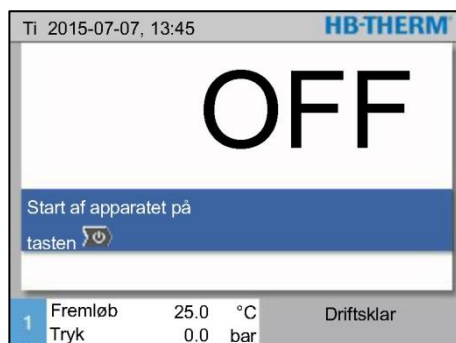 Ti 2015-07-07, 13:45 HB-THERM
OFF
Start af apparatet på
tasten
1 Fremløb 25.0 °C Driftsklar
Tryk 0.0 bar